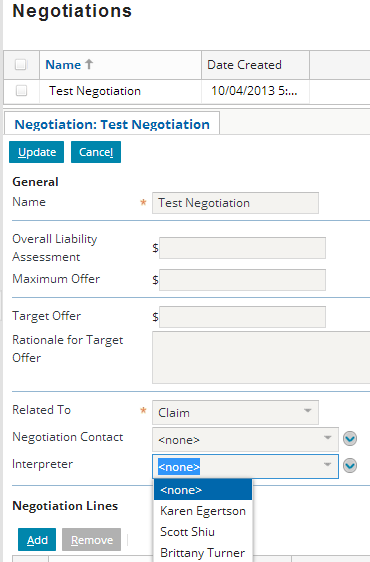 Negotiations
Name ↑ Date Created
Test Negotiation 10/04/2013 5:...
Negotiation: Test Negotiation
Update Cancel
General
Name * Test Negotiation
Overall Liability
Assessment $
Maximum Offer $
Target Offer $
Rationale for Target
Offer
Related To * Claim
Negotiation Contact <none>
Interpreter <none>
<none>
Karen Egertson
Negotiation Lines
Scott Shiu
Add Remove
Brittany Turner